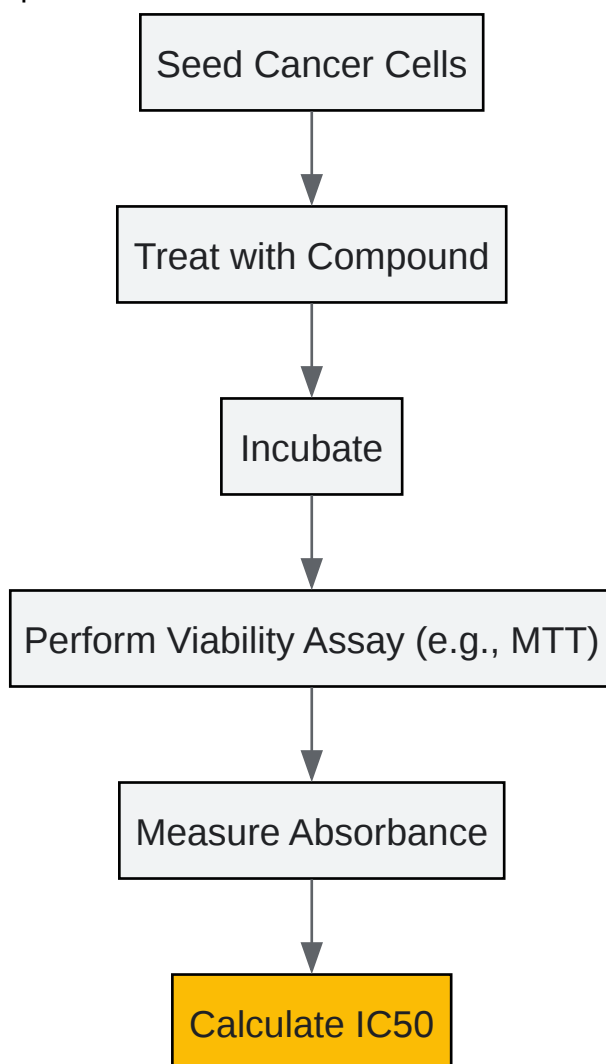 Seed Cancer Cells
Treat with Compound
Incubate
Perform Viability Assay (e.g., MTT)
Measure Absorbance
Calculate IC50